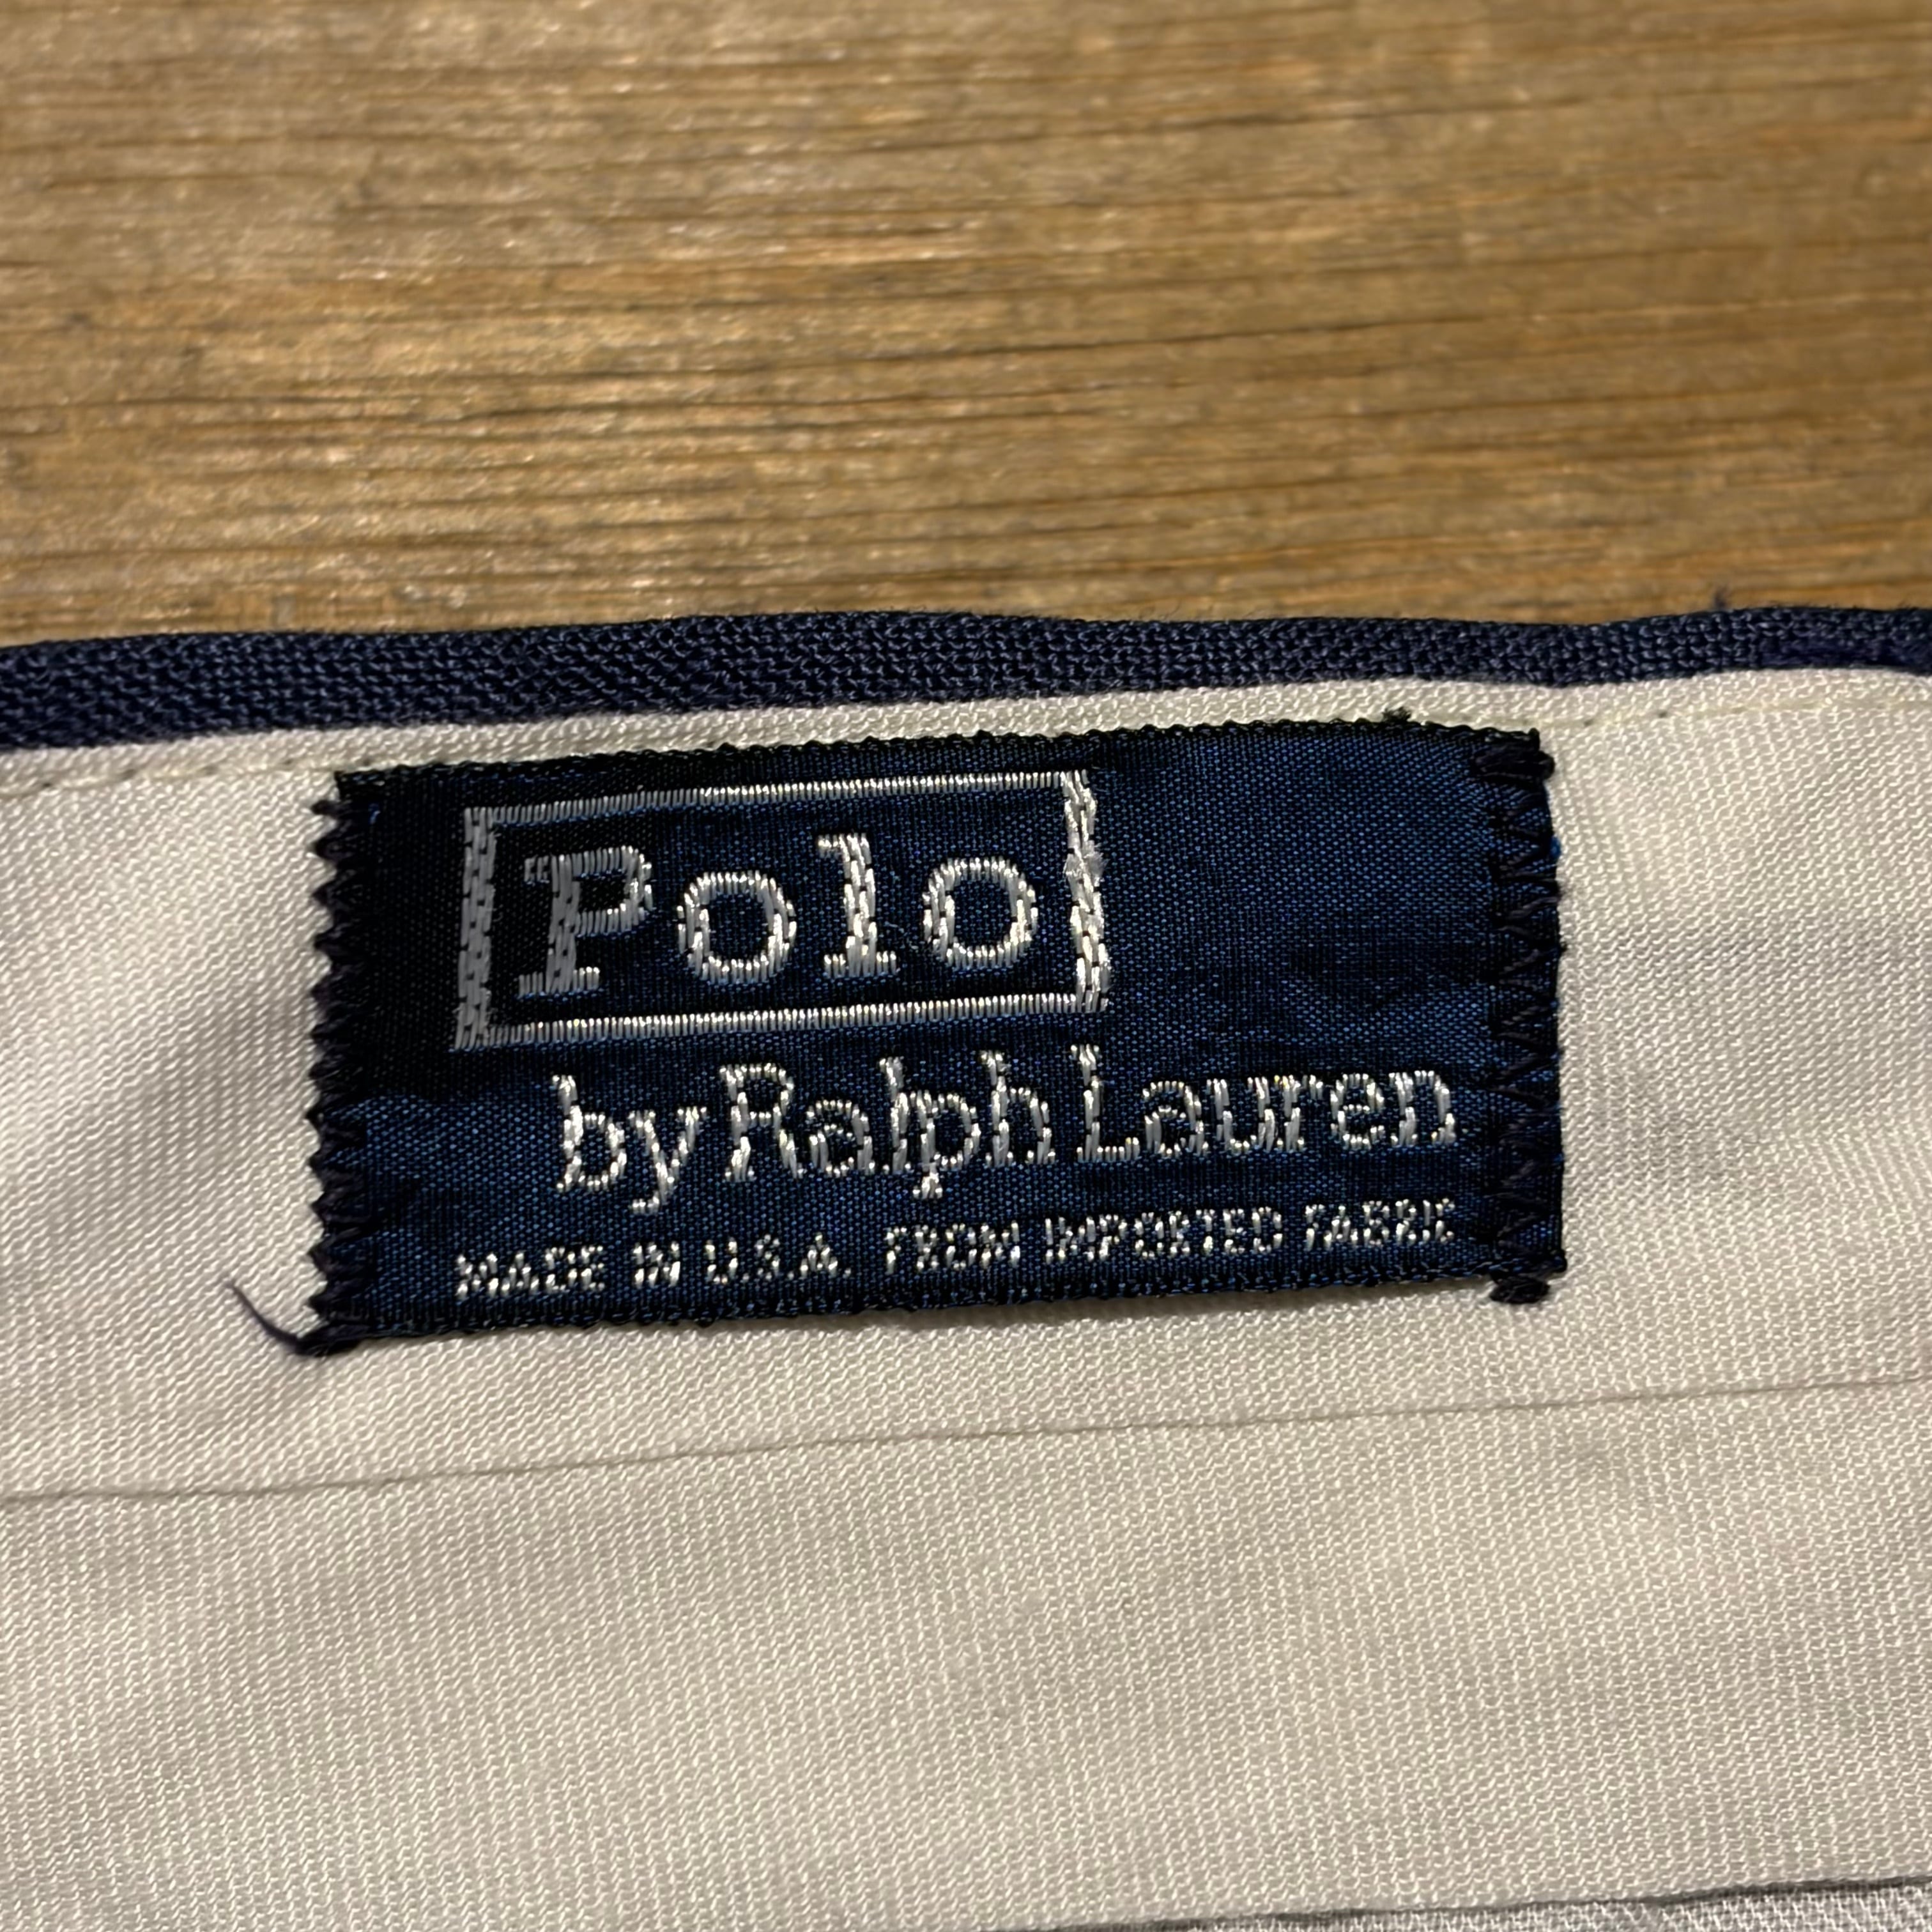 Polo
by Ralph Lauren
MADE IN U.S.A. FROM IMPORTED FABRIC